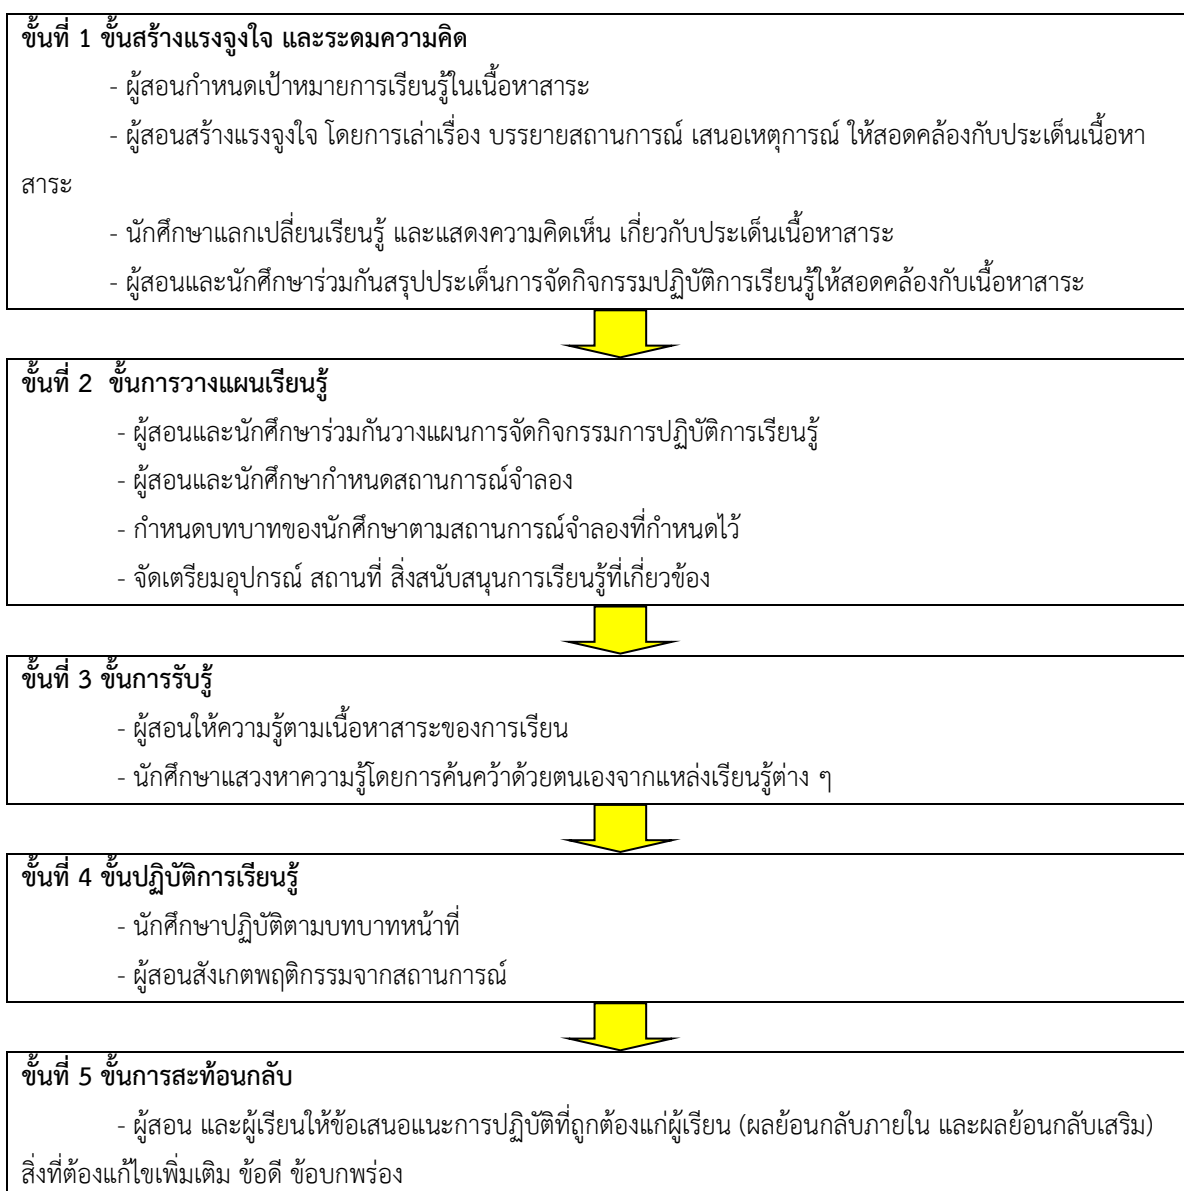 ขั้นที่ 1 ขั้นสร้างแรงจูงใจ และระดมความคิด
- ผู้สอนกำหนดเป้าหมายการเรียนรู้ในเนื้อหาสาระ
- ผู้สอนสร้างแรงจูงใจ โดยการเล่าเรื่อง บรรยายสถานการณ์ เสนอเหตุการณ์ ให้สอดคล้องกับประเด็นเนื้อหา
สาระ
- นักศึกษาแลกเปลี่ยนเรียนรู้ และแสดงความคิดเห็น เกี่ยวกับประเด็นเนื้อหาสาระ
- ผู้สอนและนักศึกษาร่วมกันสรุปประเด็นการจัดกิจกรรมปฏิบัติการเรียนรู้ให้สอดคล้องกับเนื้อหาสาระ
ขั้นที่ 2 ขั้นการวางแผนเรียนรู้
- ผู้สอนและนักศึกษาร่วมกันวางแผนการจัดกิจกรรมการปฏิบัติการเรียนรู้
- ผู้สอนและนักศึกษากำหนดสถานการณ์จำลอง
- กำหนดบทบาทของนักศึกษาตามสถานการณ์จำลองที่กำหนดไว้
- จัดเตรียมอุปกรณ์ สถานที่ สิ่งสนับสนุนการเรียนรู้ที่เกี่ยวข้อง
ขั้นที่ 3 ขั้นการรับรู้
- ผู้สอนให้ความรู้ตามเนื้อหาสาระของการเรียน
- นักศึกษาแสวงหาความรู้โดยการค้นคว้าด้วยตนเองจากแหล่งเรียนรู้ต่าง ๆ
ขั้นที่ 4 ขั้นปฏิบัติการเรียนรู้
- นักศึกษาปฏิบัติตามบทบาทหน้าที่
- ผู้สอนสังเกตพฤติกรรมจากสถานการณ์
ขั้นที่ 5 ขั้นการสะท้อนกลับ
- ผู้สอน และผู้เรียนให้ข้อเสนอแนะการปฏิบัติที่ถูกต้องแก่ผู้เรียน (ผลย้อนกลับภายใน และผลย้อนกลับเสริม)
สิ่งที่ต้องแก้ไขเพิ่มเติม ข้อดี ข้อบกพร่อง